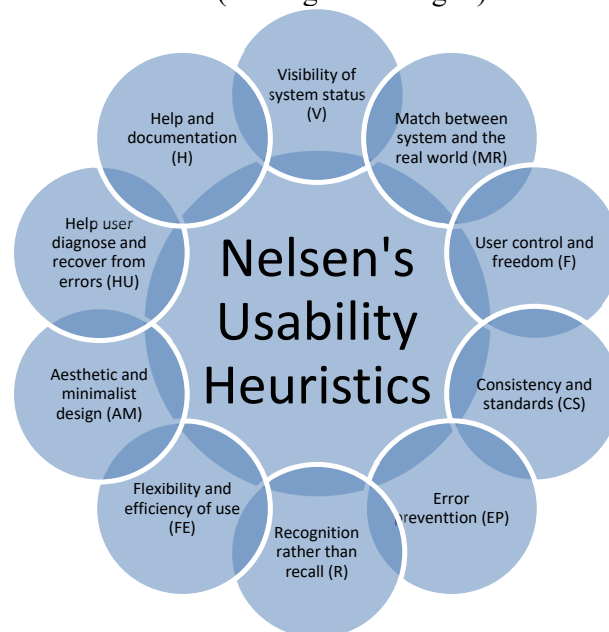 Visibility of
system status
(V)
Match between
system and the
real world (MR)
User control and
freedom (F)
Consistency and
standards (CS)
Error
preventtion (EP)
Recognition
rather than
recall (R)
Flexibility and
efficiency of use
(FE)
Aesthetic and
minimalist
design (AM)
Help user
diagnose and
recover from
errors (HU)
Help and
documentation
(H)
Nelsen's
Usability
Heuristics